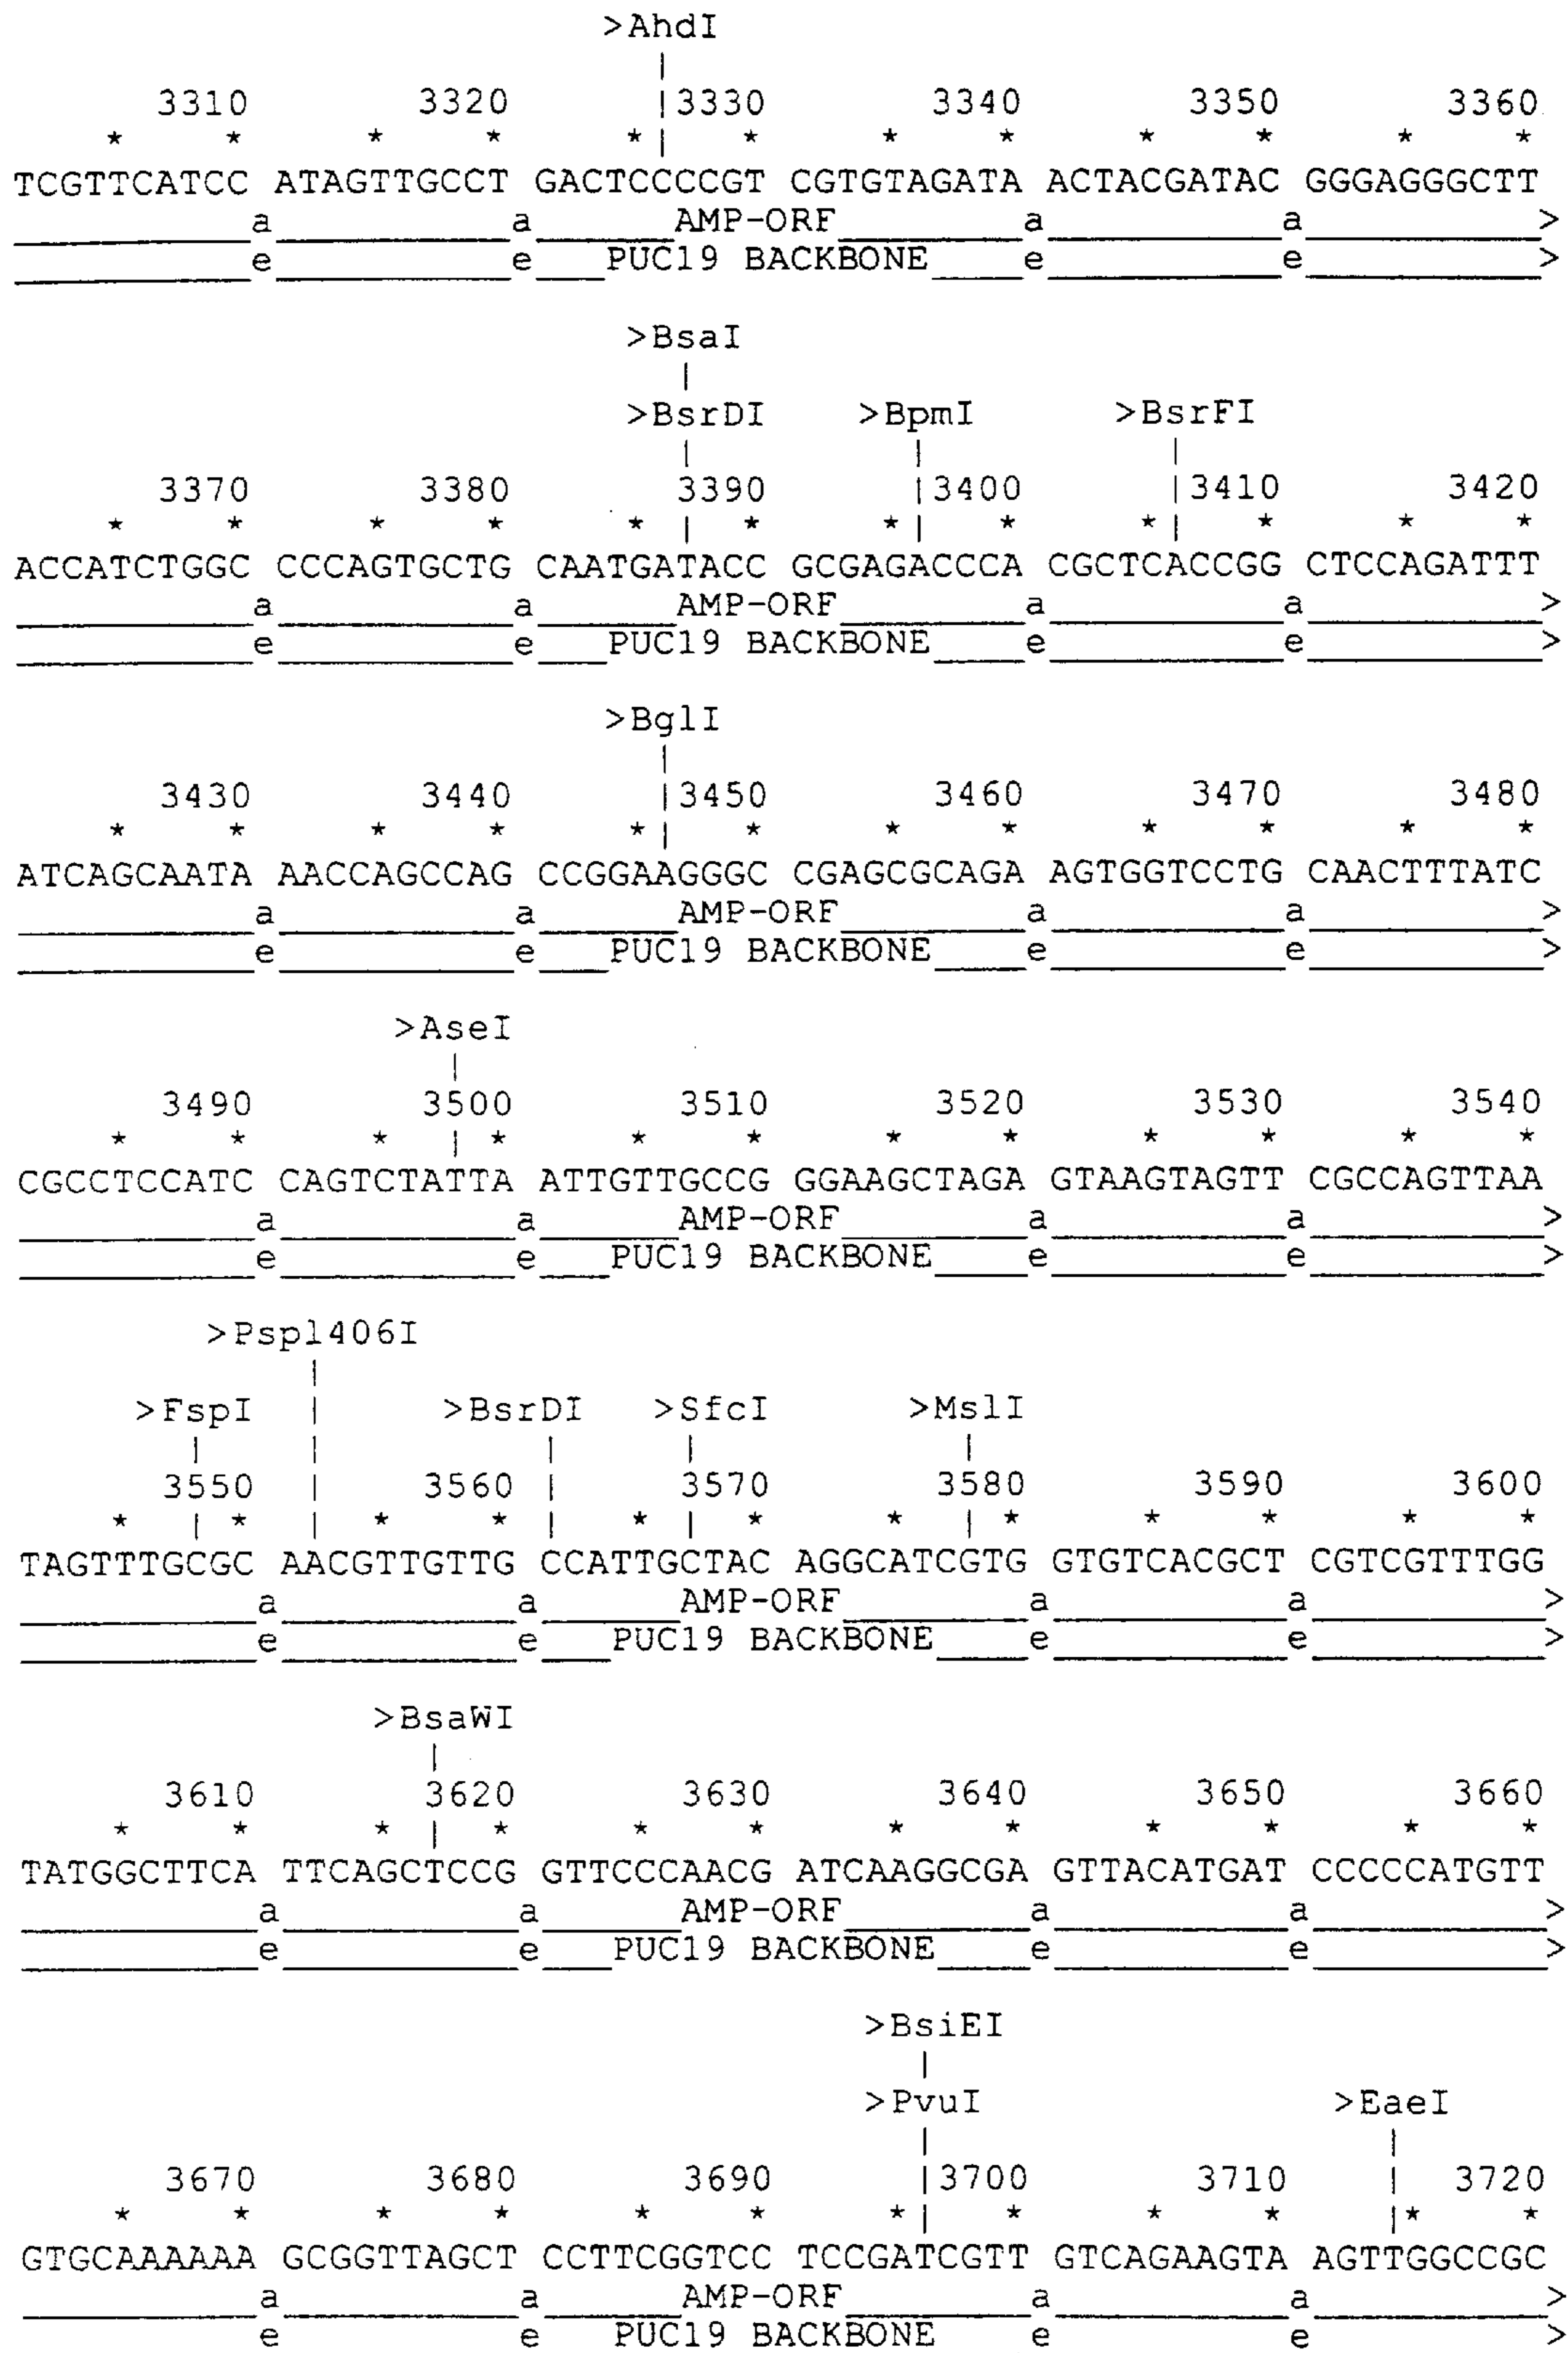 >AhdI
3310 3320 3330 3340 3350 3360
* * * * * * * * * * * *
TCGTTCATCC ATAGTTGCCT GACTCCCCGT CGTGTAGATA ACTACGATAC GGGAGGGCTT
a a AMP-ORF a a >
e e PUC19 BACKBONE e e >
>BsaI
>BsrDI >BpmI >BsrFI
3370 3380 3390 3400 3410 3420
* * * * * * * * * * * *
ACCATCTGGC CCCAGTGCTG CAATGATACC GCGAGACCCA CGCTCACCGG CTCCAGATTT
a a AMP-ORF a a >
e e PUC19 BACKBONE e e >
>BglI
3430 3440 3450 3460 3470 3480
* * * * * * * * * * * *
ATCAGCAATA AACCAGCCAG CCGGAAGGGC CGAGCGCAGA AGTGGTCCTG CAACTTTATC
a a AMP-ORF a a >
e e PUC19 BACKBONE e e >
>AseI
3490 3500 3510 3520 3530 3540
* * * * * * * * * * * *
CGCCTCCATC CAGTCTATTA ATTGTTGCCG GGAAGCTAGA GTAAGTAGTT CGCCAGTTAA
a a AMP-ORF a a >
e e PUC19 BACKBONE e e >
>Psp1406I
>FspI >BsrDI >SfcI >MslI
3550 3560 3570 3580 3590 3600
* * * * * * * * * * * *
TAGTTTGCGC AACGTTGTTG CCATTGCTAC AGGCATCGTG GTGTCACGCT CGTCGTTTGG
a a AMP-ORF a a >
e e PUC19 BACKBONE e e >
>BsaWI
3610 3620 3630 3640 3650 3660
* * * * * * * * * * * *
TATGGCTTCA TTCAGCTCCG GTTCCCAACG ATCAAGGCGA GTTACATGAT CCCCCATGTT
a a AMP-ORF a a >
e e PUC19 BACKBONE e e >
>BsiEI
>PvuI >EaeI
3670 3680 3690 3700 3710 3720
* * * * * * * * * * * *
GTGCAAAAAA GCGGTTAGCT CCTTCGGTCC TCCGATCGTT GTCAGAAGTA AGTTGGCCGC
a a AMP-ORF a a >
e e PUC19 BACKBONE e e >